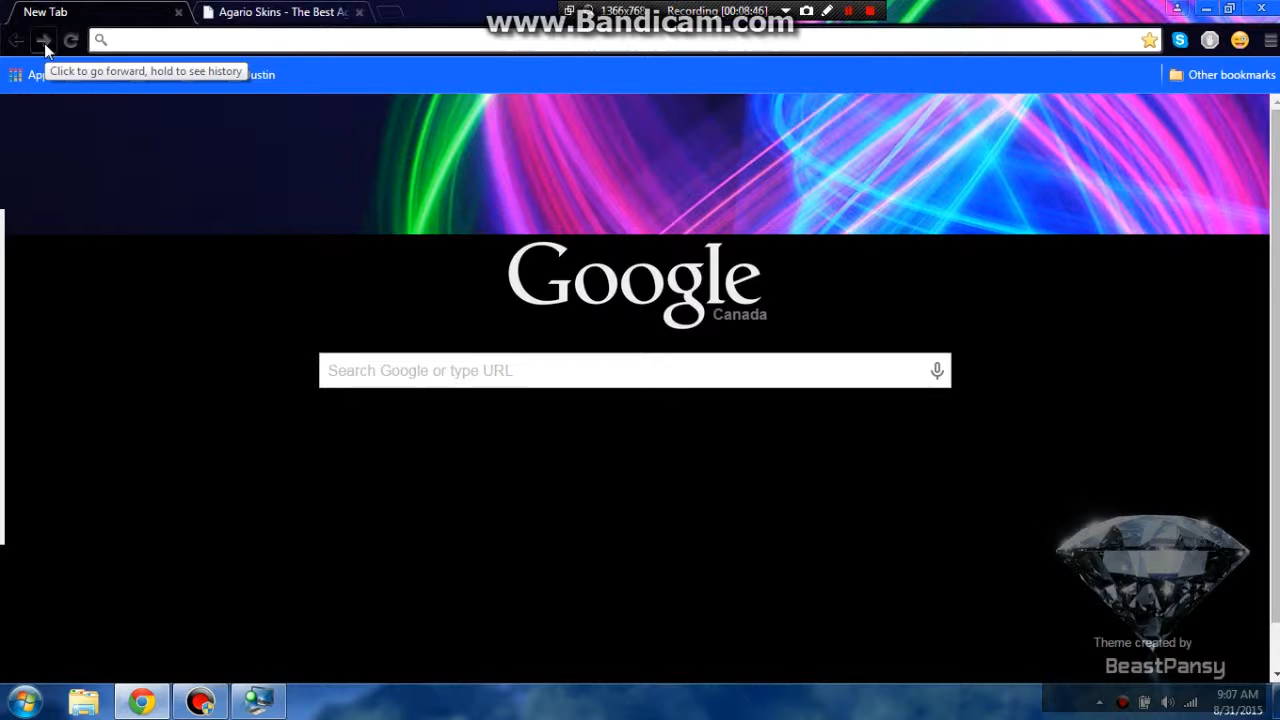 New Tab
Agario Skins - The Best A
1366x768
Recording [00:08:46]
www.Bandicam.com
Click to go forward, hold to see history
ustin
Other bookmarks
Google
Canada
Search Google or type URL
Theme created by
BeastPansy
9:07 AM
8/31/2015